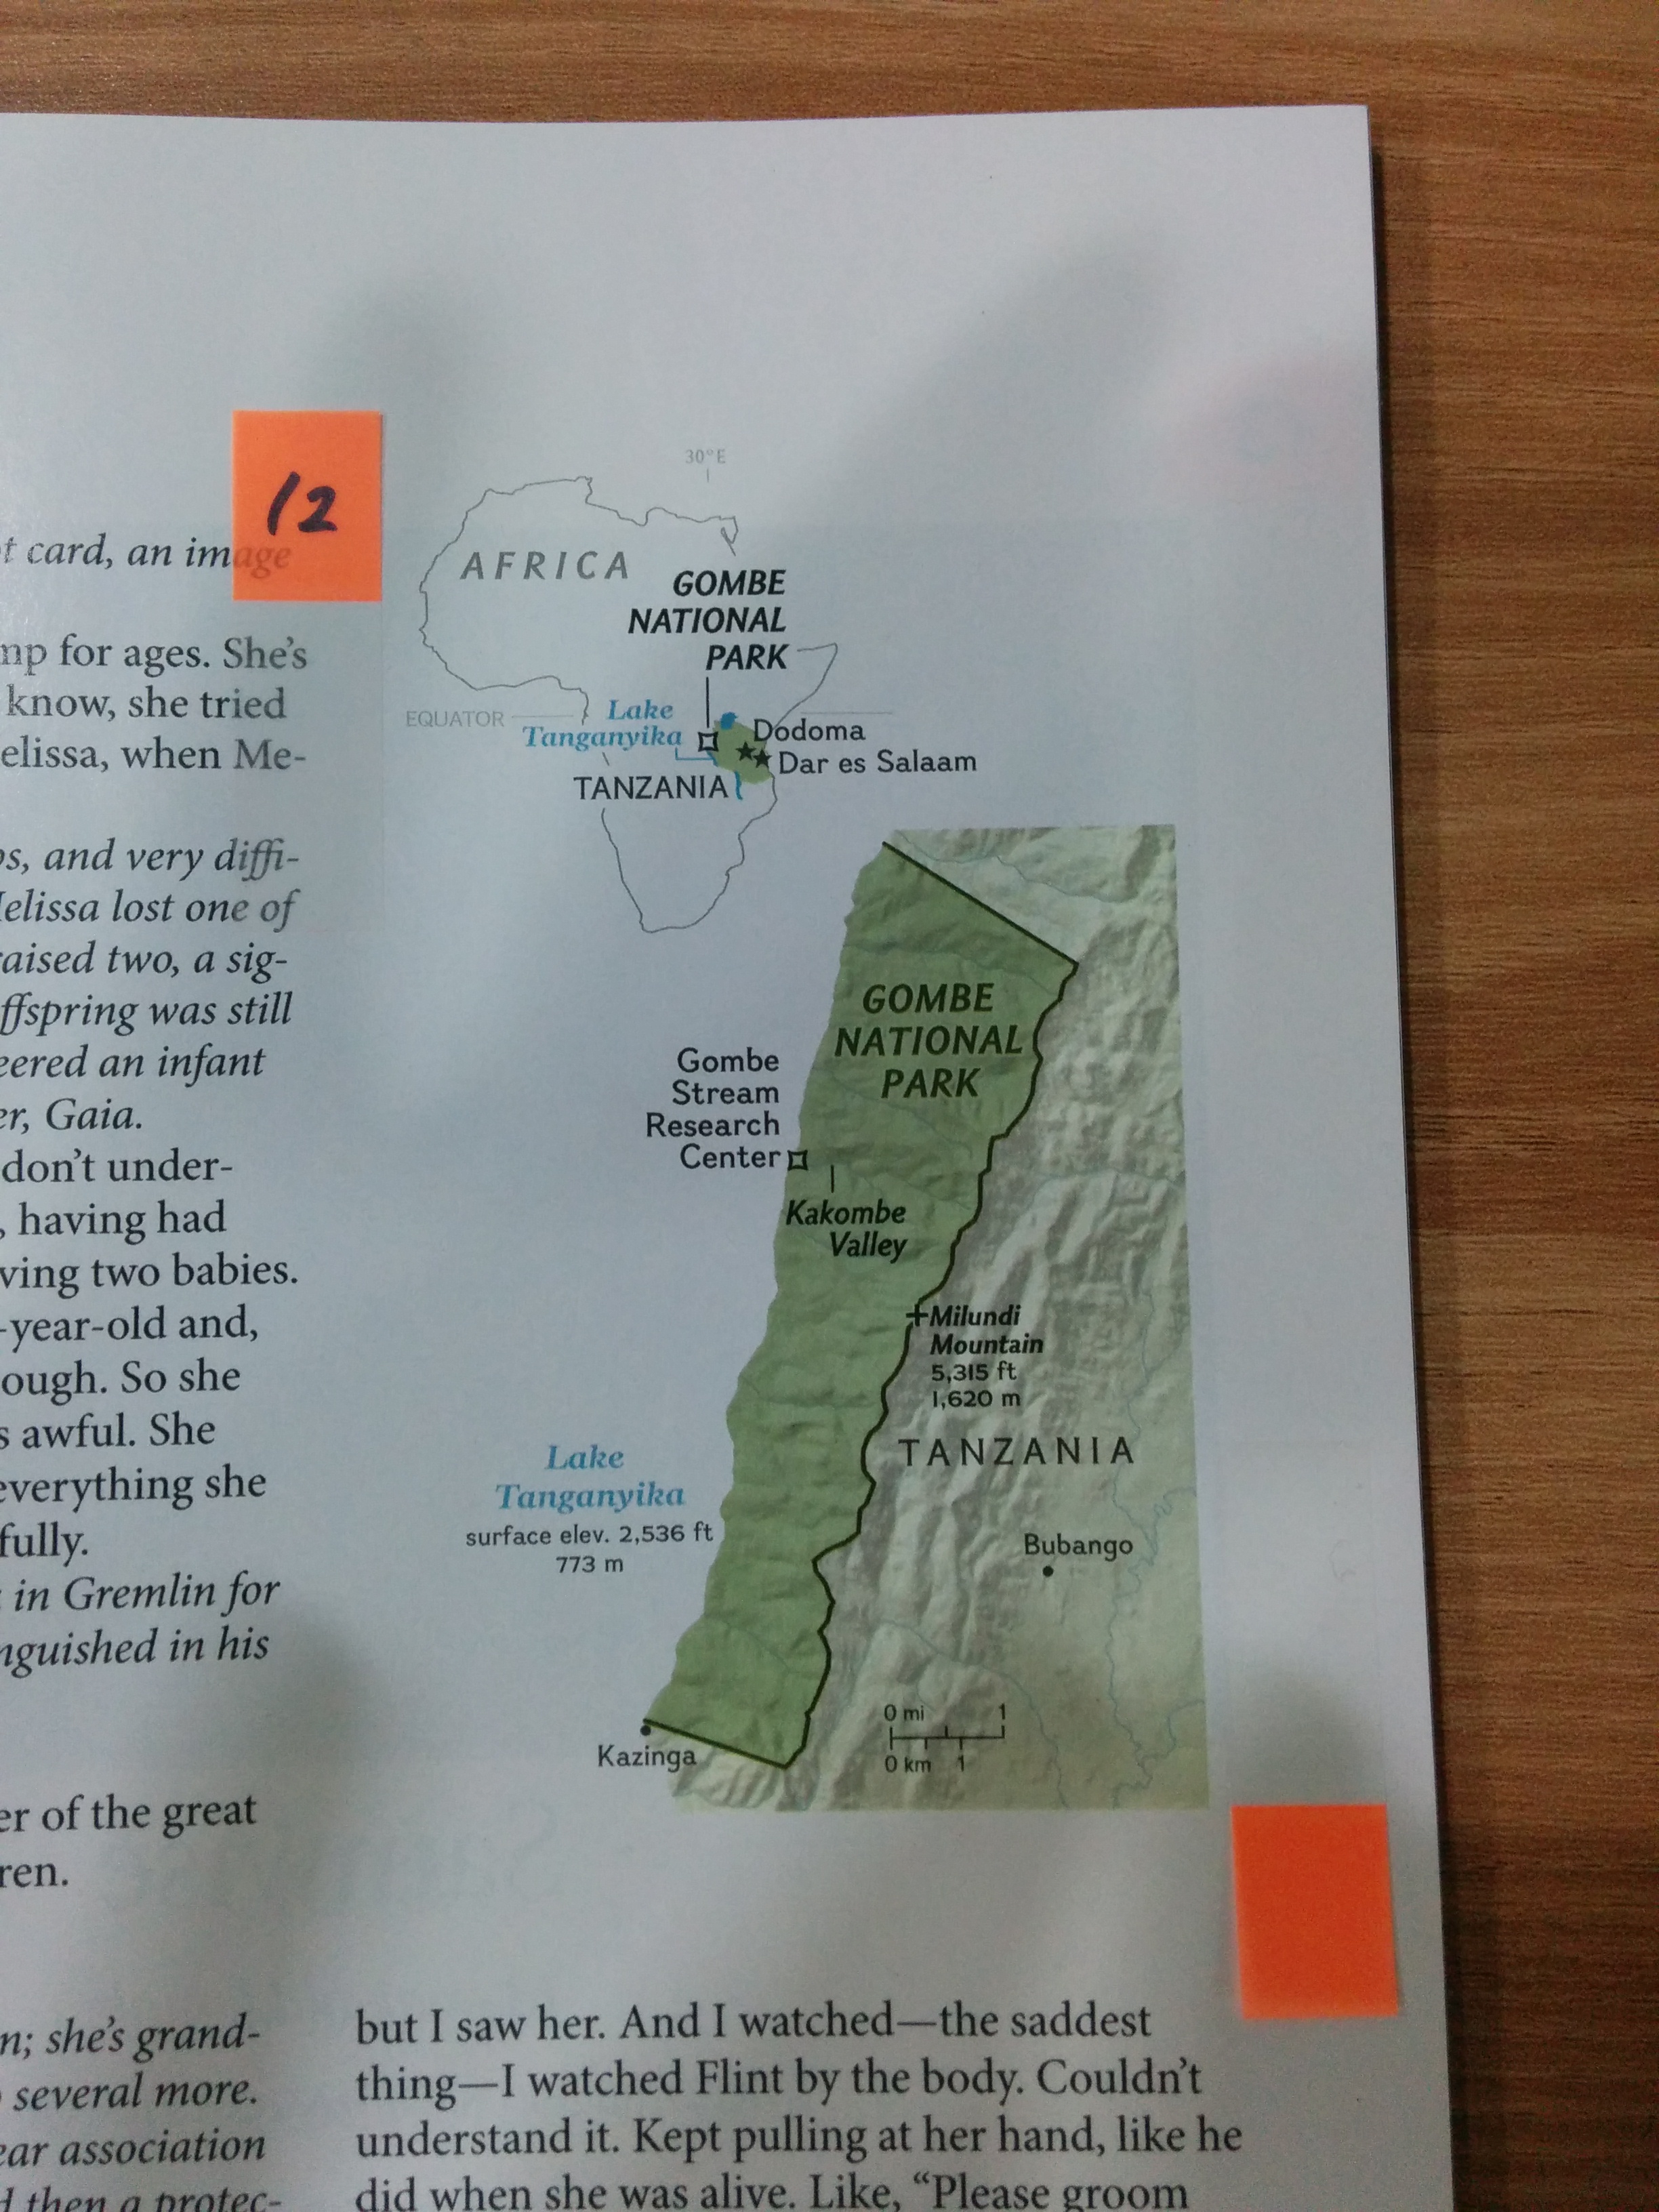 12
card, an image
for ages. She's
know, she tried
elissa, when Me-
and very diffi-
lost one of
aised two, a sig-
ffspring was still
eered an infant
Gaia.
don't under-
, having had
ving two babies.
-year-old and,
ough. So she
awful. She
everything she
fully.
in Gremlin for
nguished in his
of the great
ren.
n; she's grand-
several more.
ear association
then a protec-
30°E
AFRICA
GOMBE
NATIONAL
PARK
EQUATOR
Lake
Tanganyika
Dodoma
Dar es Salaam
TANZANIA
GOMBE
NATIONAL
PARK
Gombe
Stream
Research
Center
Kakombe
Valley
Milundi
Mountain
5,315 ft
1,620 m
TANZANIA
Lake
Tanganyika
surface elev. 2,536 ft
773 m
Bubango
0 mi 1
0 km 1
Kazinga
but I saw her. And I watched—the saddest
thing—I watched Flint by the body. Couldn't
understand it. Kept pulling at her hand, like he
did when she was alive. Like, “Please groom